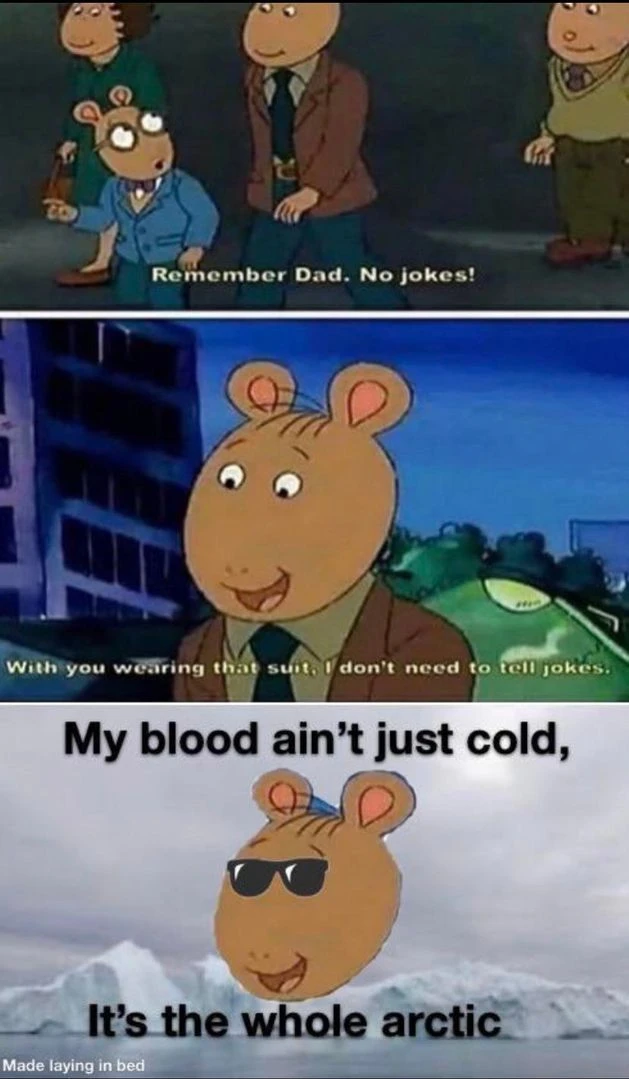 Remember Dad. No jokes!
With you wearing that suit, I don't need to tell jokes.
My blood ain't just cold,
It's the whole arctic
Made laying in bed